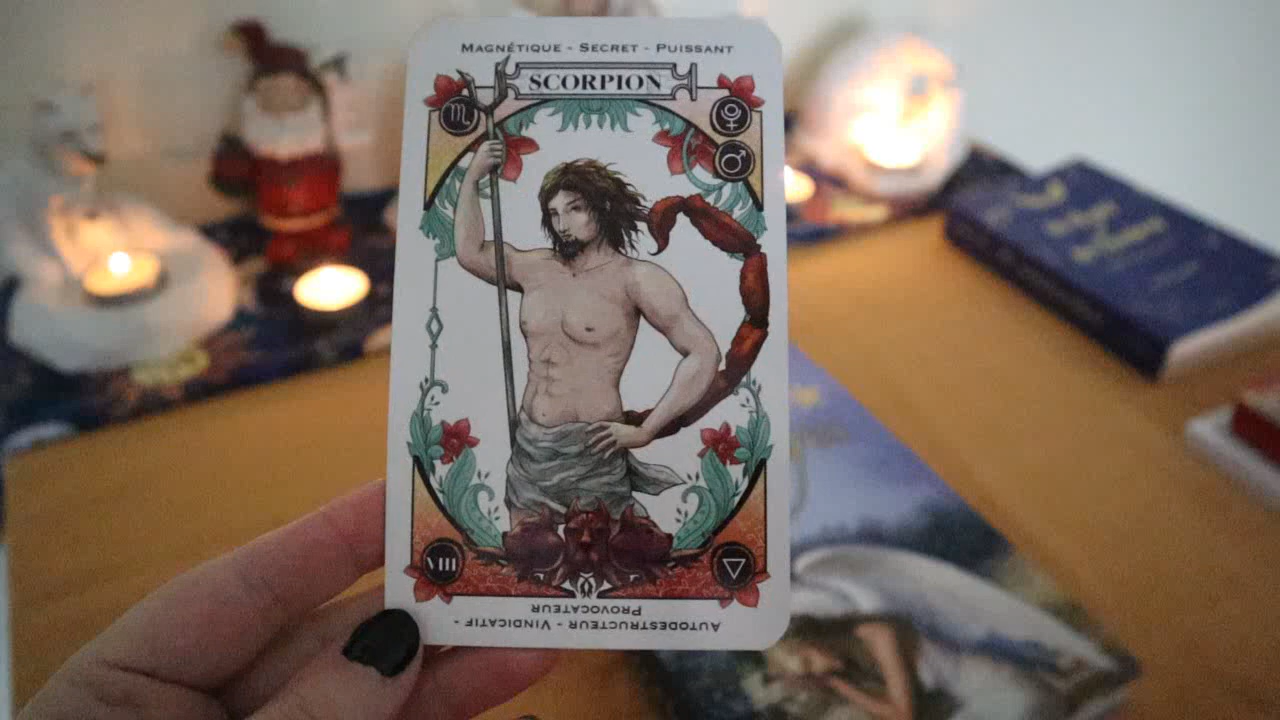 MAGNÉTIQUE - SECRET - PUISSANT
SCORPION
VIII
AUTODESTRUCTEUR - VINDICATIF -
PROVOCATEUR